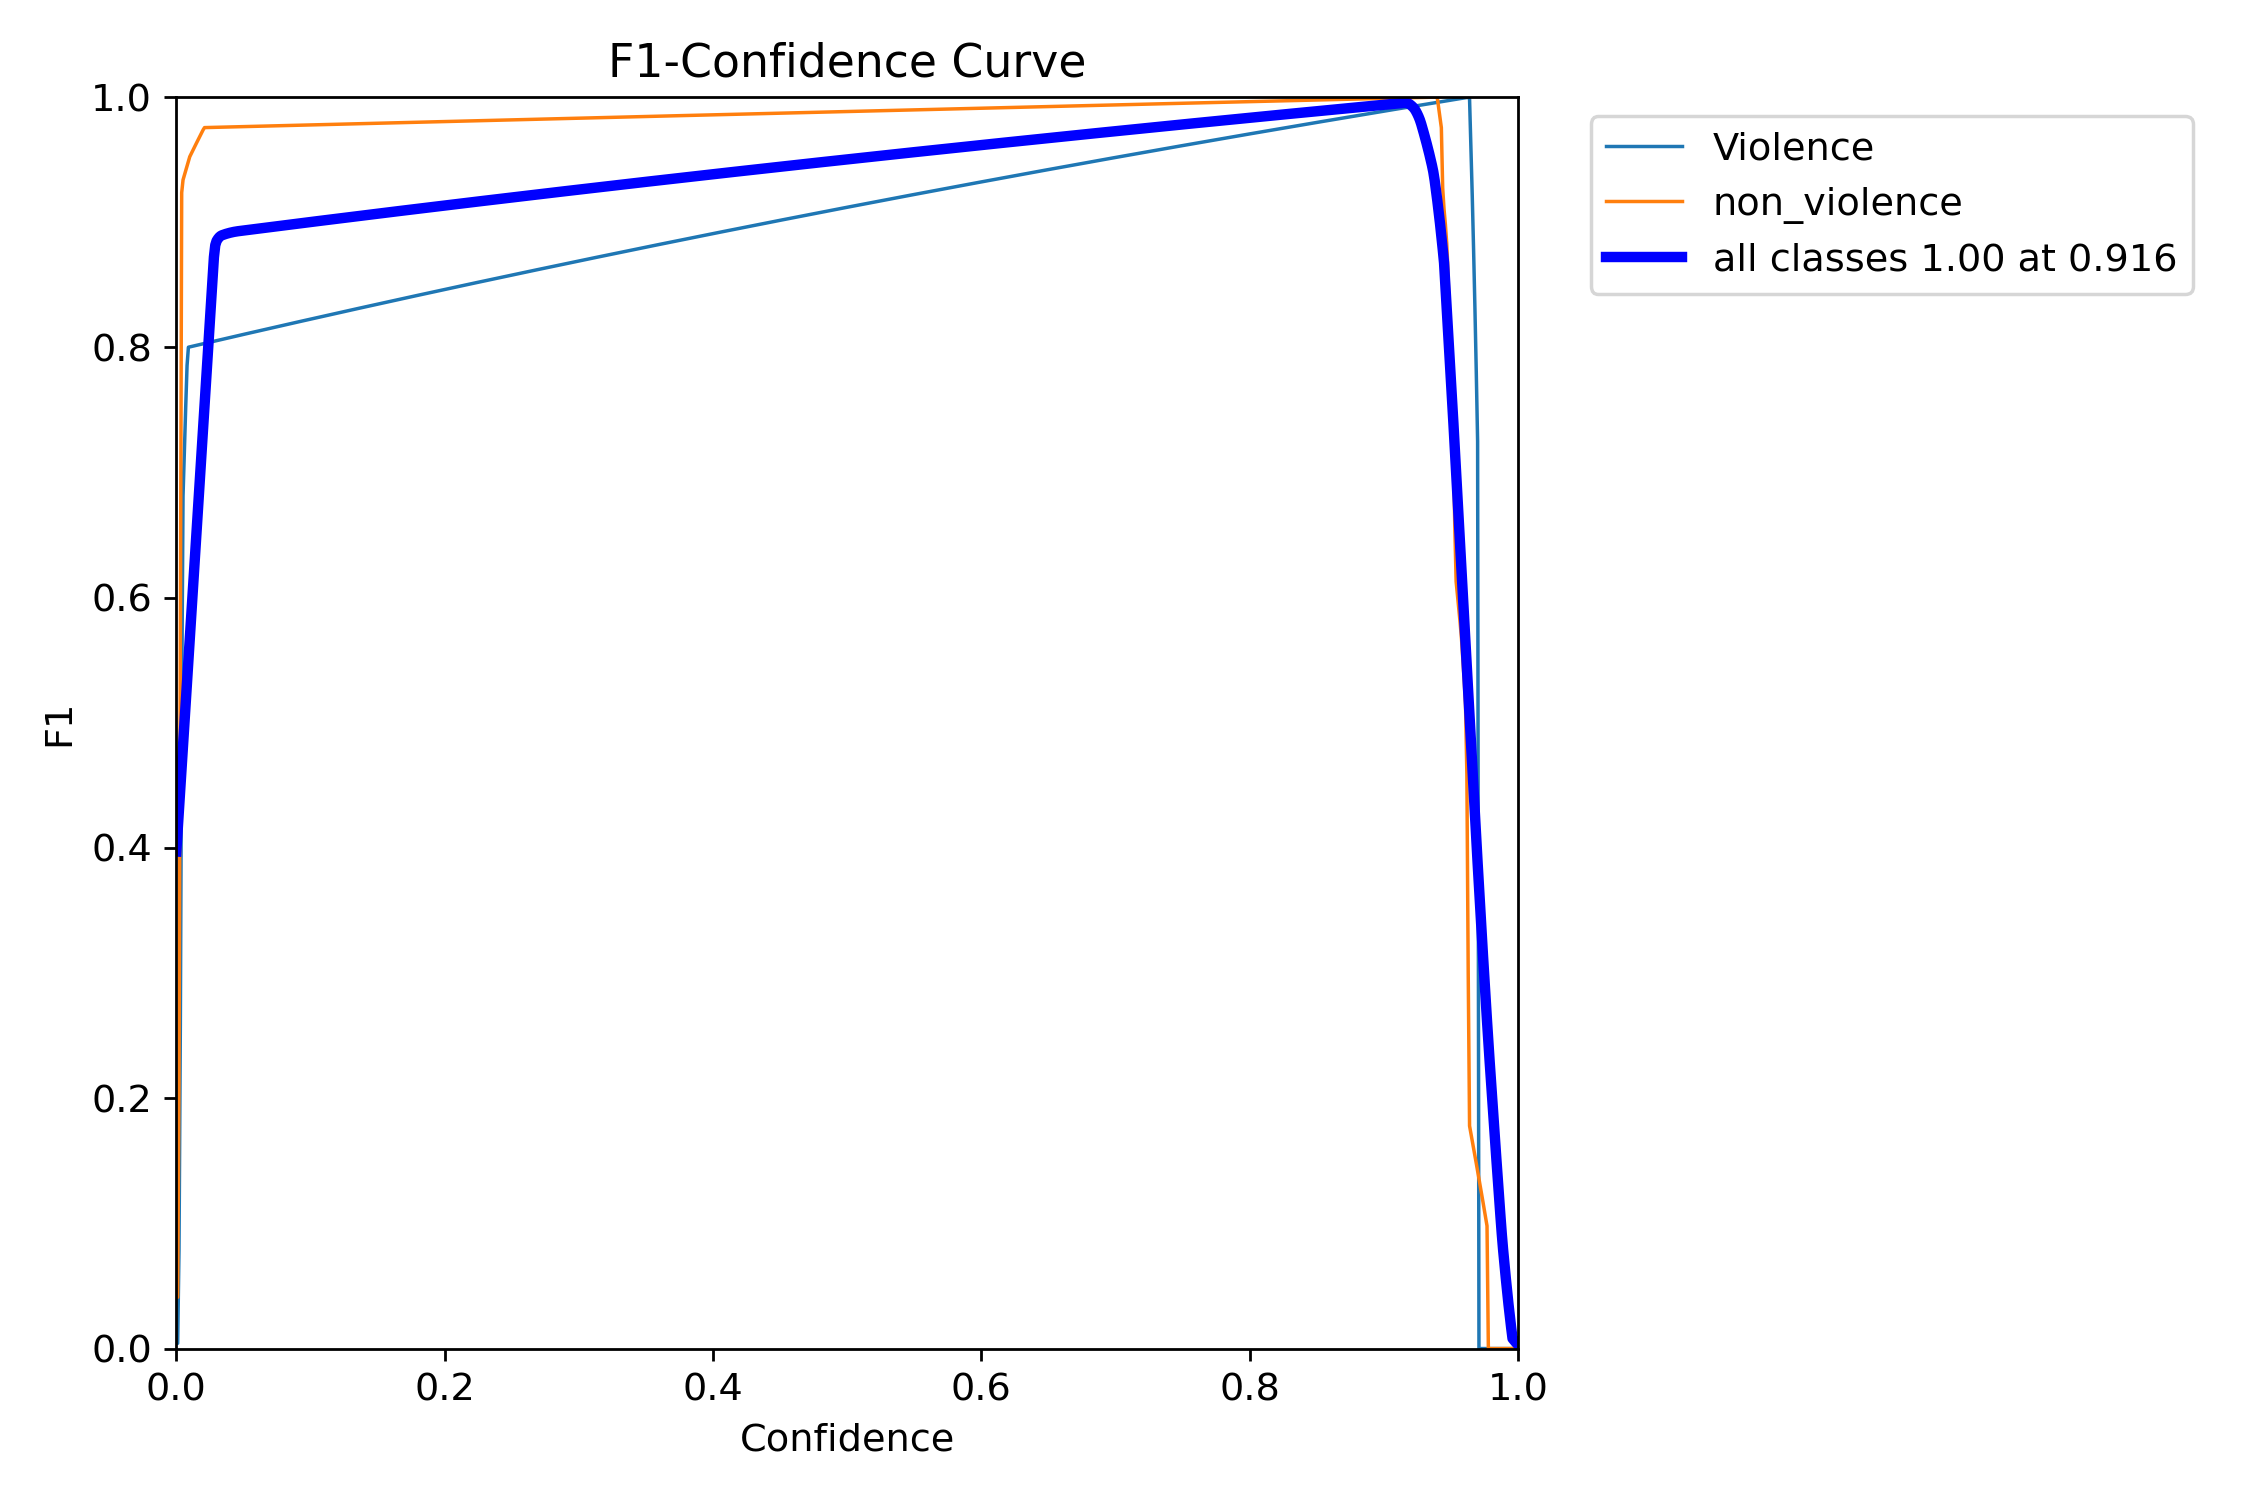 F1-Confidence Curve
1.0
0.8
0.6
0.4
0.2
0.0
F1
0.0 0.2 0.4 0.6 0.8 1.0
Confidence
Violence
non_violence
all classes 1.00 at 0.916